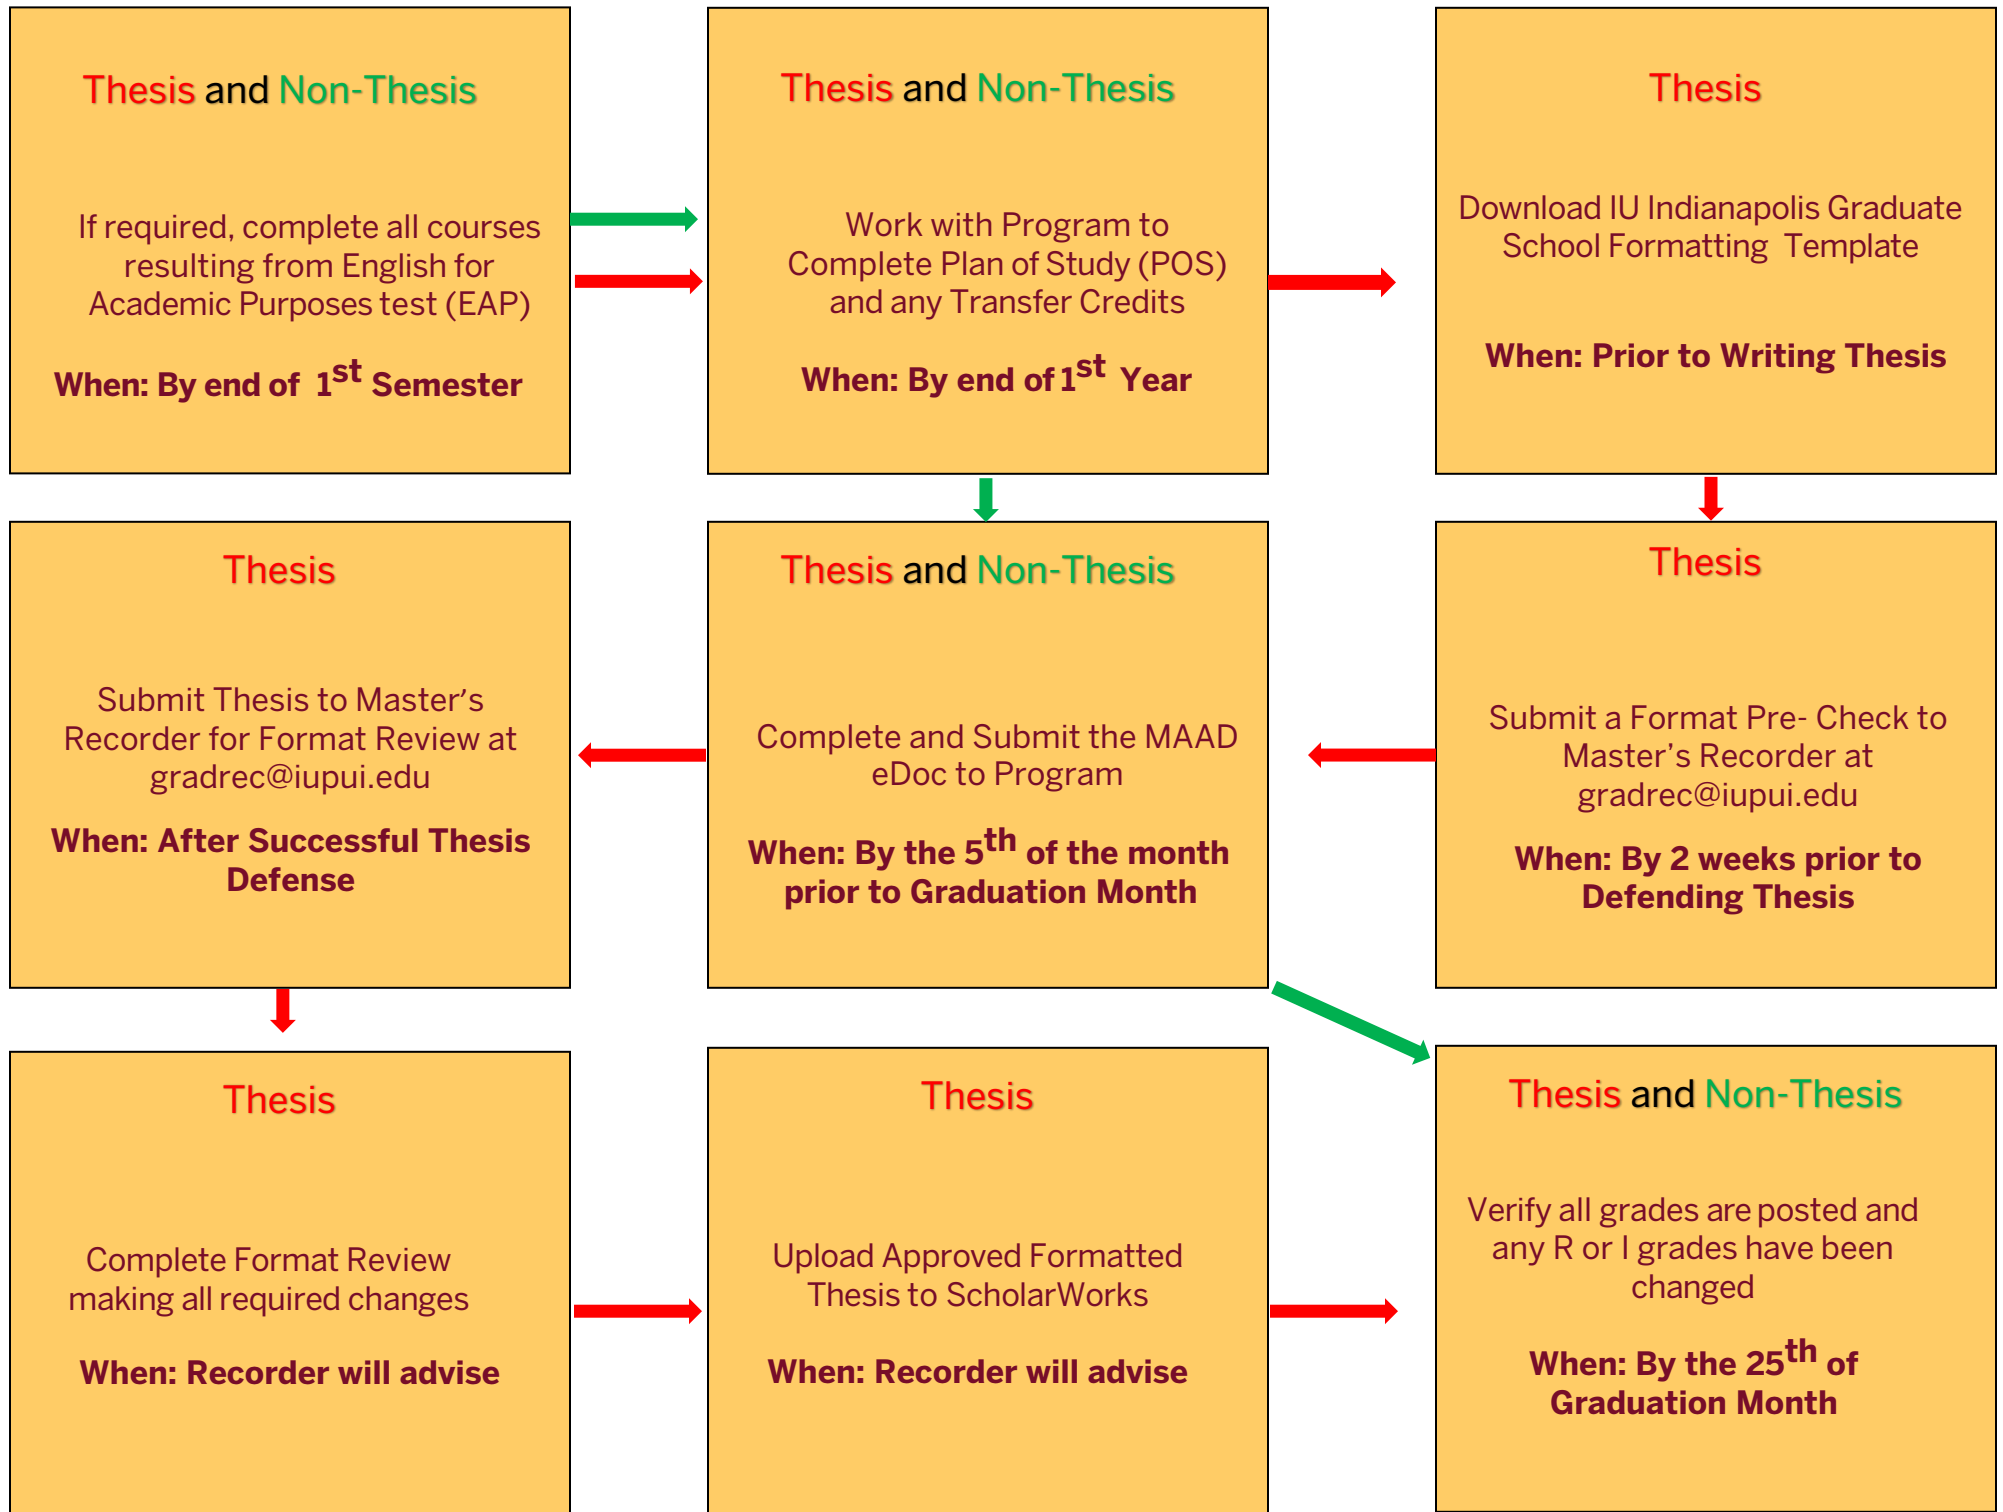 Thesis and Non-Thesis
If required, complete all courses
resulting from English for
Academic Purposes test (EAP)
When: By end of 1st Semester
Thesis and Non-Thesis
Work with Program to
Complete Plan of Study (POS)
and any Transfer Credits
When: By end of 1st Year
Thesis
Download IU Indianapolis Graduate
School Formatting Template
When: Prior to Writing Thesis
Thesis
Submit Thesis to Master's
Recorder for Format Review at
gradrec@iupui.edu
When: After Successful Thesis
Defense
Thesis and Non-Thesis
Complete and Submit the MAAD
eDoc to Program
When: By the 5th of the month
prior to Graduation Month
Thesis
Submit a Format Pre- Check to
Master's Recorder at
gradrec@iupui.edu
When: By 2 weeks prior to
Defending Thesis
Thesis
Complete Format Review
making all required changes
When: Recorder will advise
Thesis
Upload Approved Formatted
Thesis to ScholarWorks
When: Recorder will advise
Thesis and Non-Thesis
Verify all grades are posted and
any R or I grades have been
changed
When: By the 25th of
Graduation Month